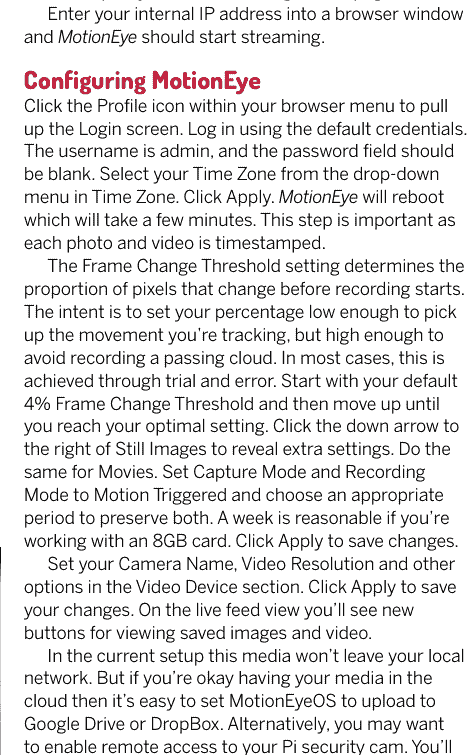 Enter your internal IP address into a browser window
and MotionEye should start streaming.
Configuring MotionEye
Click the Profile icon within your browser menu to pull
up the Login screen. Log in using the default credentials.
The username is admin, and the password field should
be blank. Select your Time Zone from the drop-down
menu in Time Zone. Click Apply. MotionEye will reboot
which will take a few minutes. This step is important as
each photo and video is timestamped.
The Frame Change Threshold setting determines the
proportion of pixels that change before recording starts.
The intent is to set your percentage low enough to pick
up the movement you're tracking, but high enough to
avoid recording a passing cloud. In most cases, this is
achieved through trial and error. Start with your default
4% Frame Change Threshold and then move up until
you reach your optimal setting. Click the down arrow to
the right of Still Images to reveal extra settings. Do the
same for Movies. Set Capture Mode and Recording
Mode to Motion Triggered and choose an appropriate
period to preserve both. A week is reasonable if you're
working with an 8GB card. Click Apply to save changes.
Set your Camera Name, Video Resolution and other
options in the Video Device section. Click Apply to save
your changes. On the live feed view you'll see new
buttons for viewing saved images and video.
In the current setup this media won't leave your local
network. But if you're okay having your media in the
cloud then it's easy to set MotionEyeOS to upload to
Google Drive or DropBox. Alternatively, you may want
to enable remote access to your Pi security cam. You'll